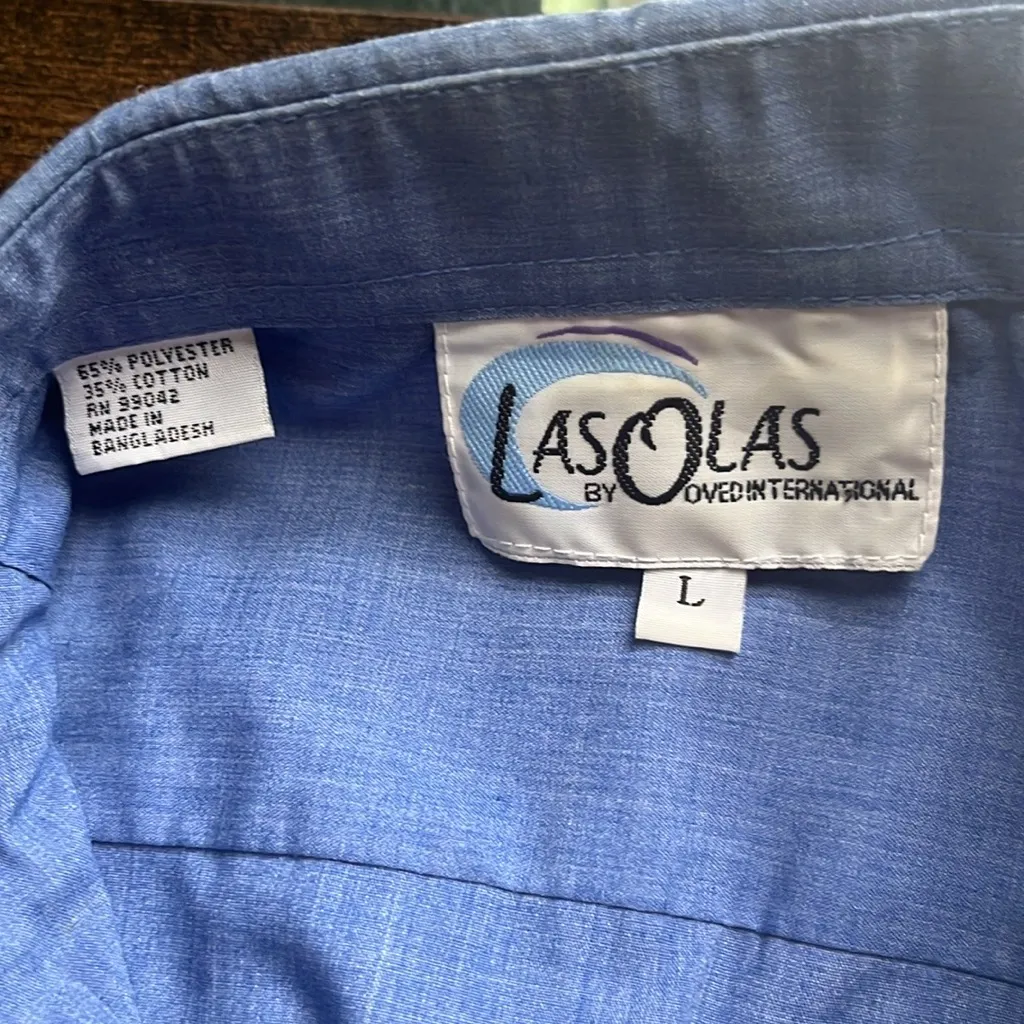 65% POLYESTER
35% COTTON
RN 99042
MADE IN
BANGLADESH
LAS OLAS
BY OVED INTERNATIONAL
L